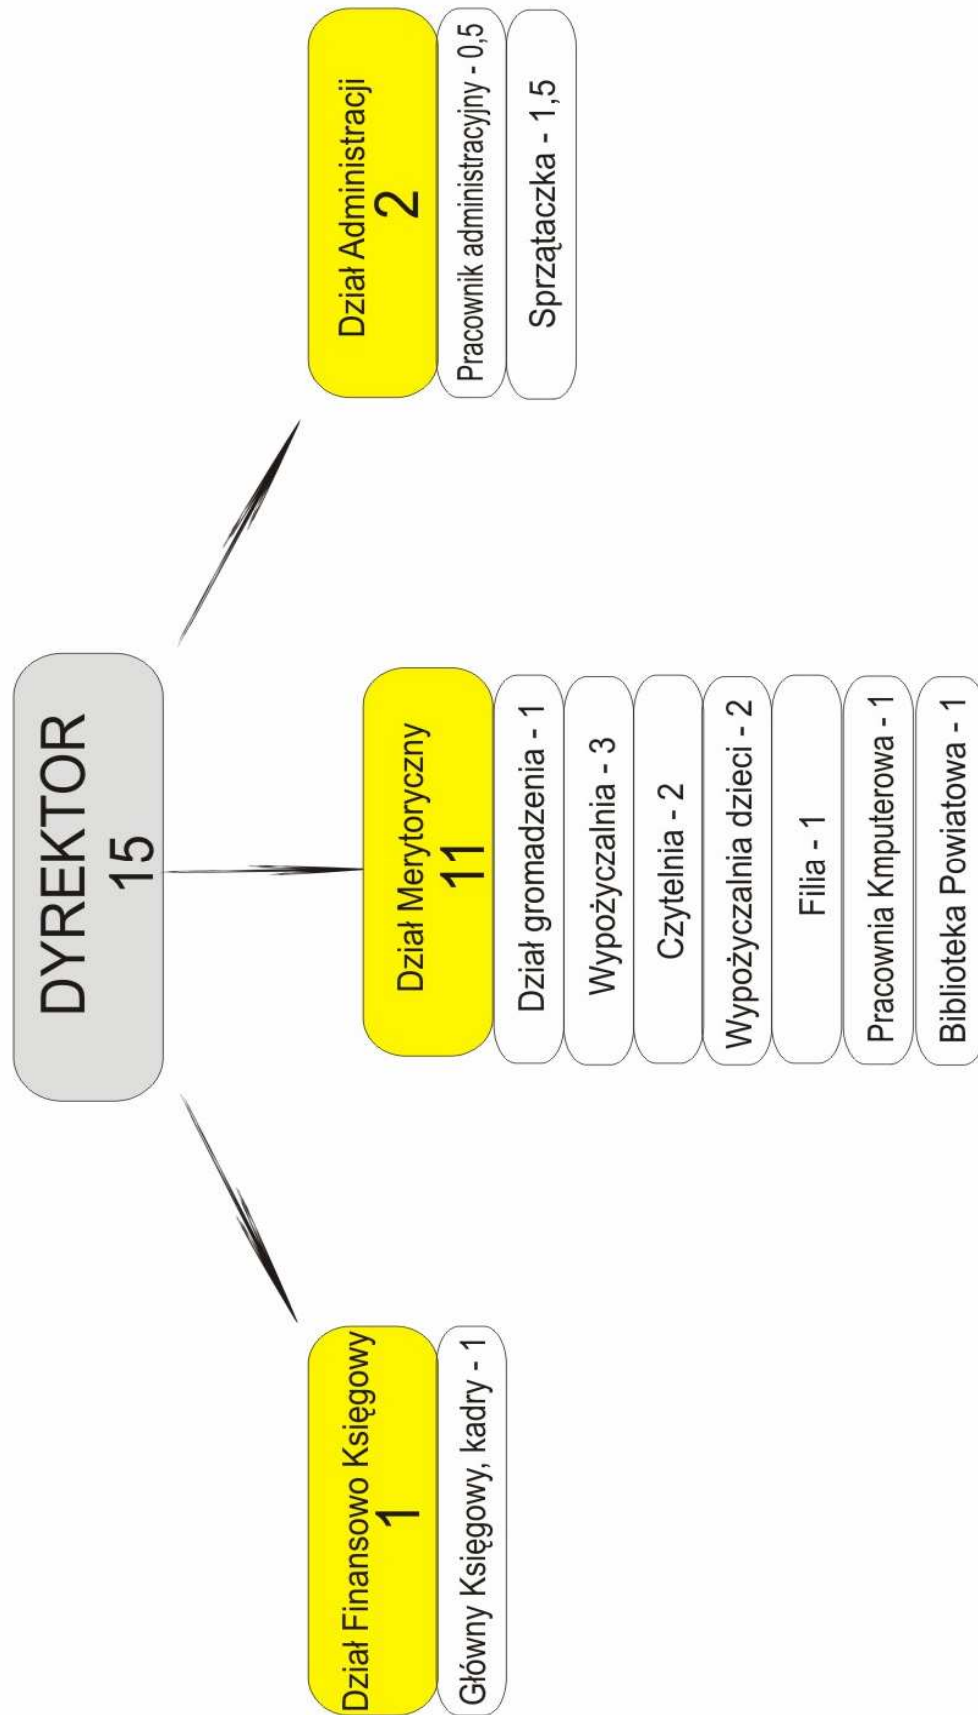 DYREKTOR
15
Dział Finansowo Księgowy
1
Główny Księgowy, kadry - 1
Dział Merytoryczny
11
Dział gromadzenia - 1
Wypożyczalnia - 3
Czytelnia - 2
Wypożyczalnia dzieci - 2
Filia - 1
Pracownia Kmputerowa - 1
Biblioteka Powiatowa - 1
Dział Administracji
2
Pracownik administracyjny - 0,5
Sprzątaczka - 1,5